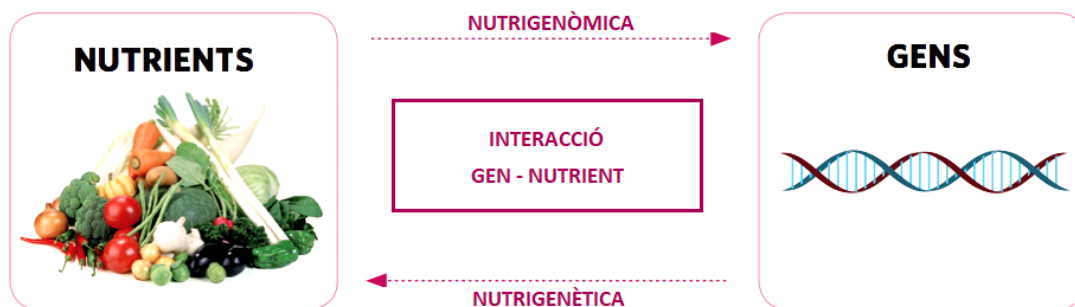 NUTRIGENÒMICA
NUTRIENTS
GENS
INTERACCIÓ
GEN - NUTRIENT
NUTRIGENÈTICA